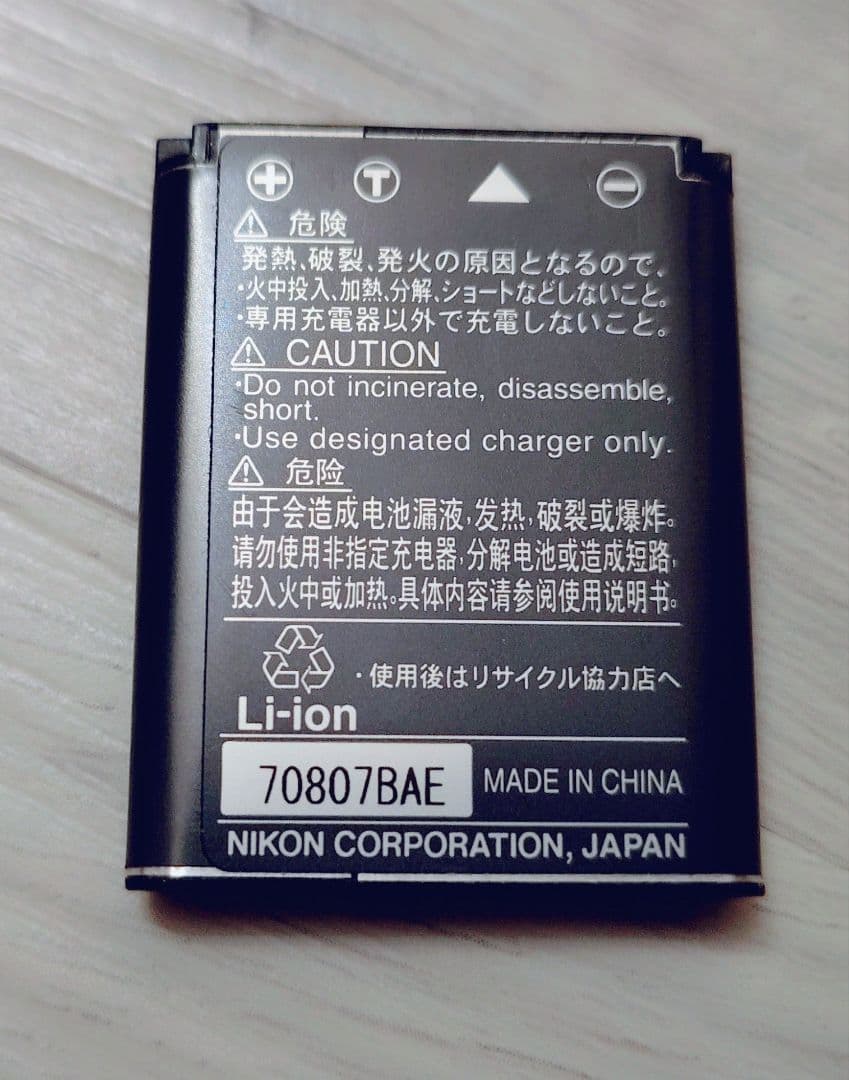 + T -
⚠ 危険
発熱、破裂、発火の原因となるので、
・火中投入、加熱、分解、ショートなどしないこと。
・専用充電器以外で充電しないこと。
⚠ CAUTION
・Do not incinerate, disassemble,
short.
・Use designated charger only.
⚠ 危险
由于会造成电池漏液,发热,破裂或爆炸。
请勿使用非指定充电器,分解电池或造成短路,
投入火中或加热。具体内容请参阅使用说明书。
・使用後はリサイクル協力店へ
Li-ion
70807BAE MADE IN CHINA
NIKON CORPORATION, JAPAN